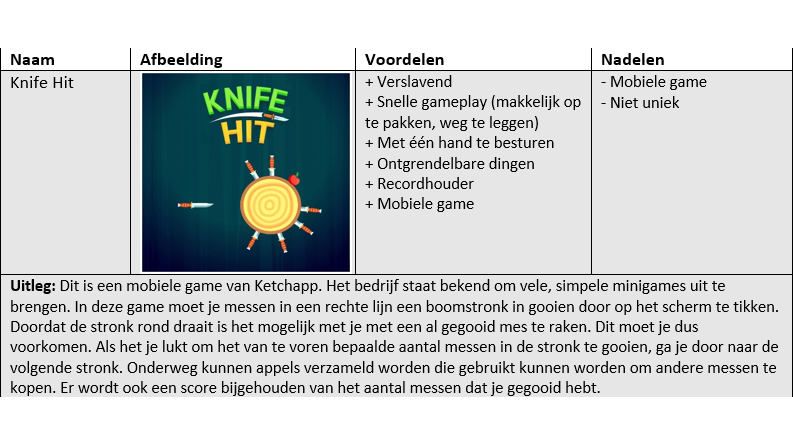 Naam Afbeelding Voordelen Nadelen
Knife Hit
KNIFE
HIT
+ Verslavend
+ Snelle gameplay (makkelijk op
te pakken, weg te leggen)
+ Met één hand te besturen
+ Ontgrendelbare dingen
+ Recordhouder
+ Mobiele game
- Mobiele game
- Niet uniek
Uitleg: Dit is een mobiele game van Ketchapp. Het bedrijf staat bekend om vele, simpele minigames uit te
brengen. In deze game moet je messen in een rechte lijn een boomstronk in gooien door op het scherm te tikken.
Doordat de stronk rond draait is het mogelijk met je met een al gegooid mes te raken. Dit moet je dus
voorkomen. Als het je lukt om het van te voren bepaalde aantal messen in de stronk te gooien, ga je door naar de
volgende stronk. Onderweg kunnen appels verzameld worden die gebruikt kunnen worden om andere messen te
kopen. Er wordt ook een score bijgehouden van het aantal messen dat je gegooid hebt.